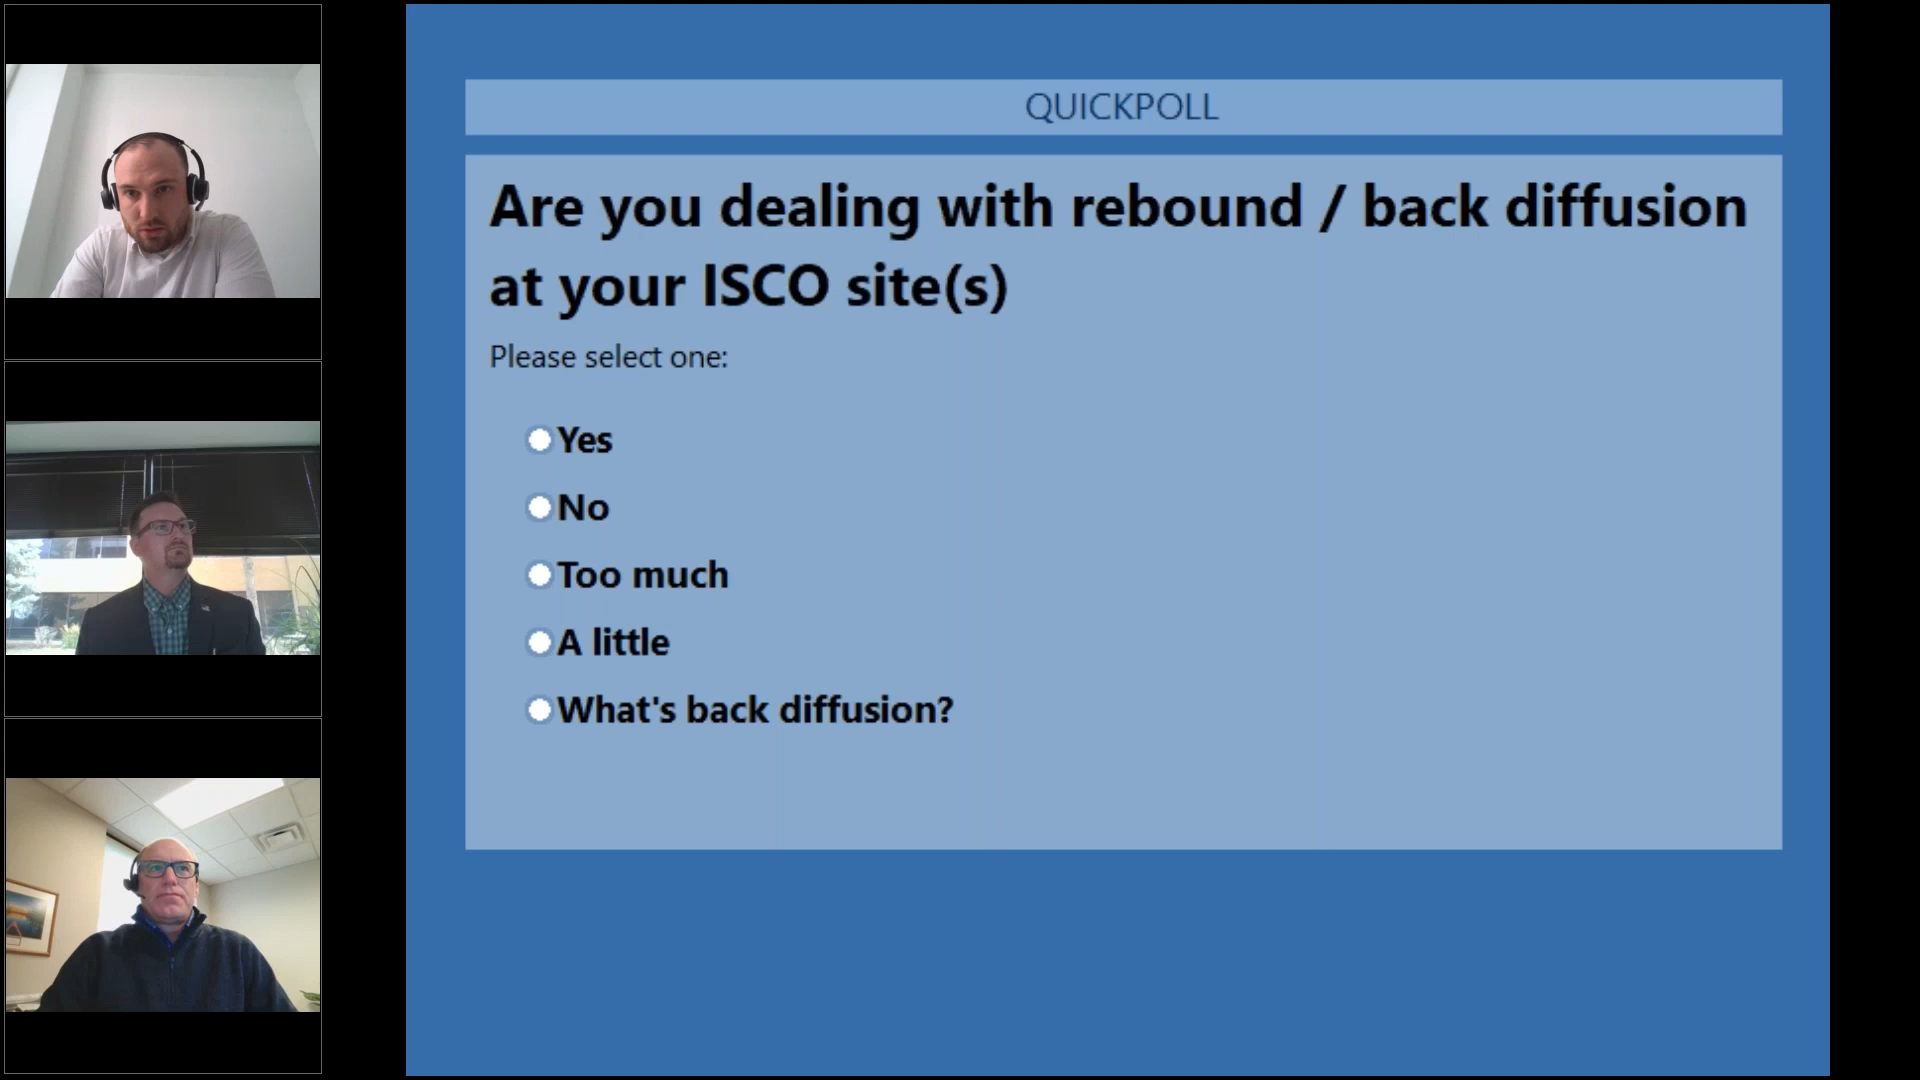 QUICKPOLL
Are you dealing with rebound / back diffusion
at your ISCO site(s)
Please select one:
Yes
No
Too much
A little
What's back diffusion?